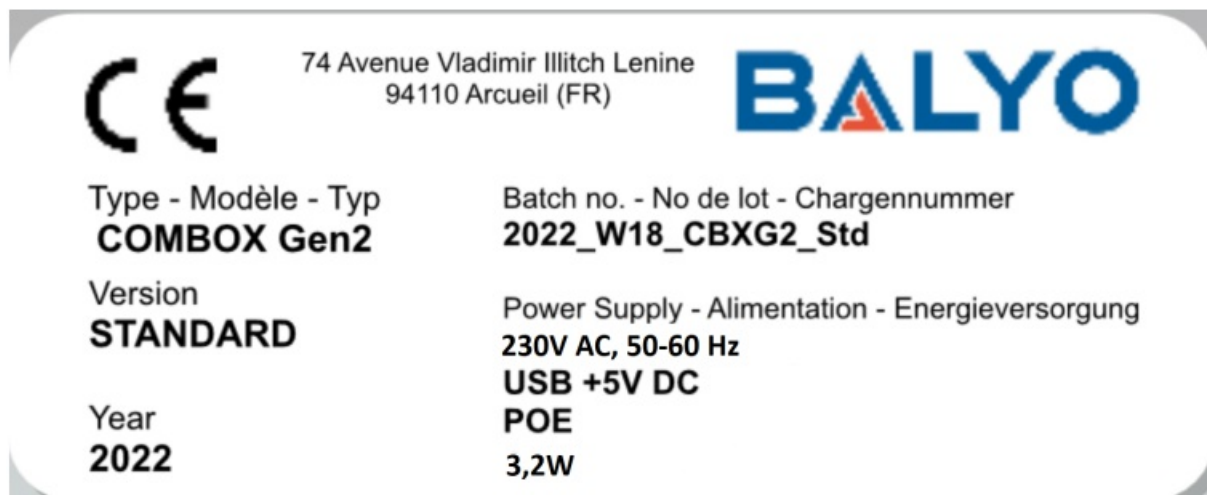 CE
74 Avenue Vladimir Illitch Lenine
94110 Arcueil (FR)
BALYO
Type - Modèle - Typ
COMBOX Gen2
Batch no. - No de lot - Chargennummer
2022_W18_CBXG2_Std
Version
STANDARD
Power Supply - Alimentation - Energieversorgung
230V AC, 50-60 Hz
USB +5V DC
POE
3,2W
Year
2022